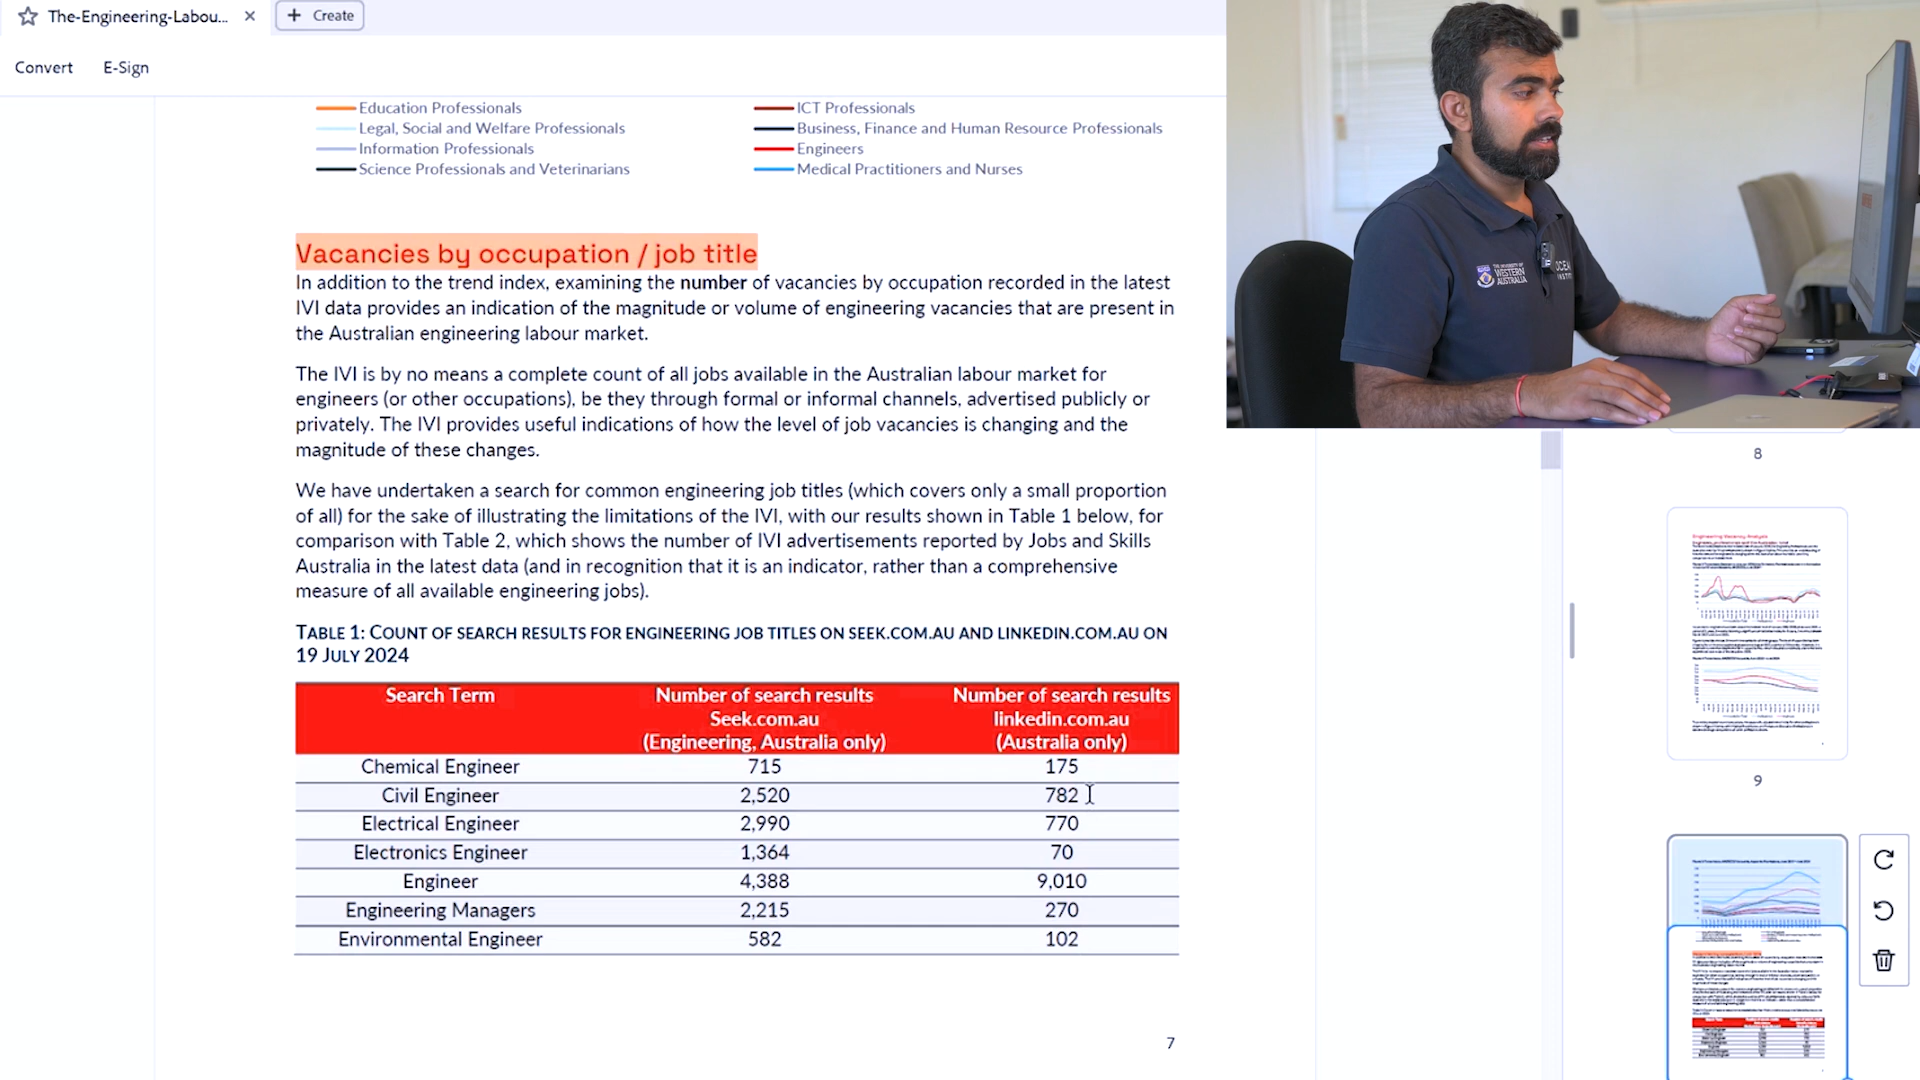 The-Engineering-Labou...
Create
Convert
E-Sign
Education Professionals
ICT Professionals
Legal, Social and Welfare Professionals
Business, Finance and Human Resource Professionals
Information Professionals
Engineers
Science Professionals and Veterinarians
Medical Practitioners and Nurses
Vacancies by occupation / job title
In addition to the trend index, examining the number of vacancies by occupation recorded in the latest
IVI data provides an indication of the magnitude or volume of engineering vacancies that are present in
the Australian engineering labour market.
The IVI is by no means a complete count of all jobs available in the Australian labour market for
engineers (or other occupations), be they through formal or informal channels, advertised publicly or
privately. The IVI provides useful indications of how the level of job vacancies is changing and the
magnitude of these changes.
We have undertaken a search for common engineering job titles (which covers only a small proportion
of all) for the sake of illustrating the limitations of the IVI, with our results shown in Table 1 below, for
comparison with Table 2, which shows the number of IVI advertisements reported by Jobs and Skills
Australia in the latest data (and in recognition that it is an indicator, rather than a comprehensive
measure of all available engineering jobs).
TABLE 1: COUNT OF SEARCH RESULTS FOR ENGINEERING JOB TITLES ON SEEK.COM.AU AND LINKEDIN.COM.AU ON
19 JULY 2024
Search Term
Number of search results
Seek.com.au
(Engineering, Australia only)
Number of search results
linkedin.com.au
(Australia only)
Chemical Engineer 715 175
Civil Engineer 2,520 782
Electrical Engineer 2,990 770
Electronics Engineer 1,364 70
Engineer 4,388 9,010
Engineering Managers 2,215 270
Environmental Engineer 582 102
7
8
9
WESTERN
AUSTRALIA